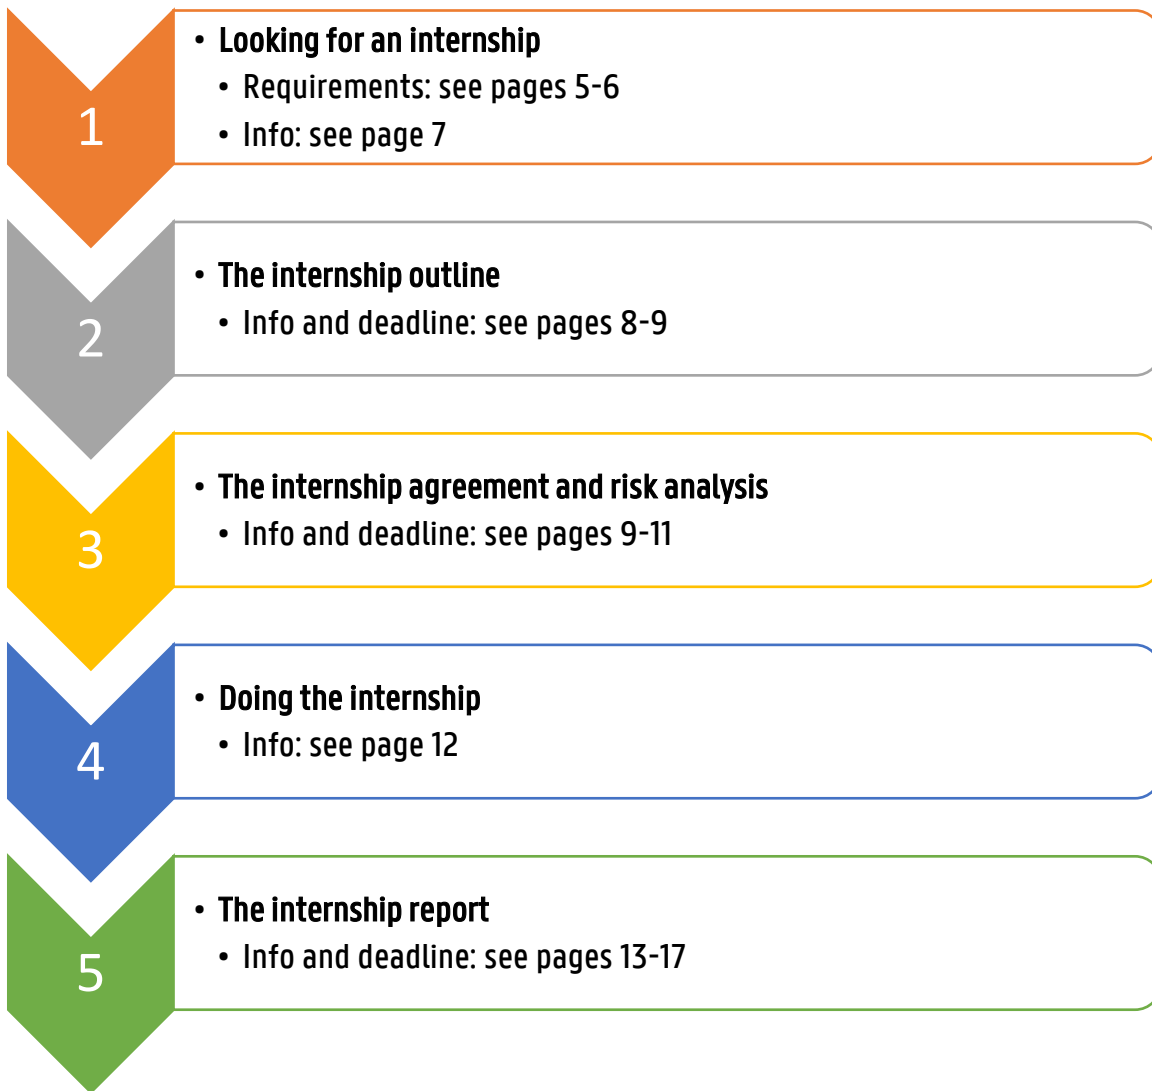 1
• Looking for an internship
• Requirements: see pages 5-6
• Info: see page 7
2
• The internship outline
• Info and deadline: see pages 8-9
3
• The internship agreement and risk analysis
• Info and deadline: see pages 9-11
4
• Doing the internship
• Info: see page 12
5
• The internship report
• Info and deadline: see pages 13-17